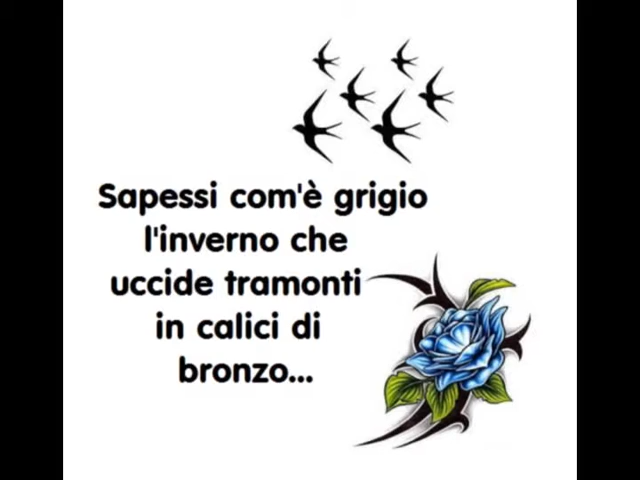 Sapessi com'è grigio
l'inverno che
uccide tramonti
in calici di
bronzo...